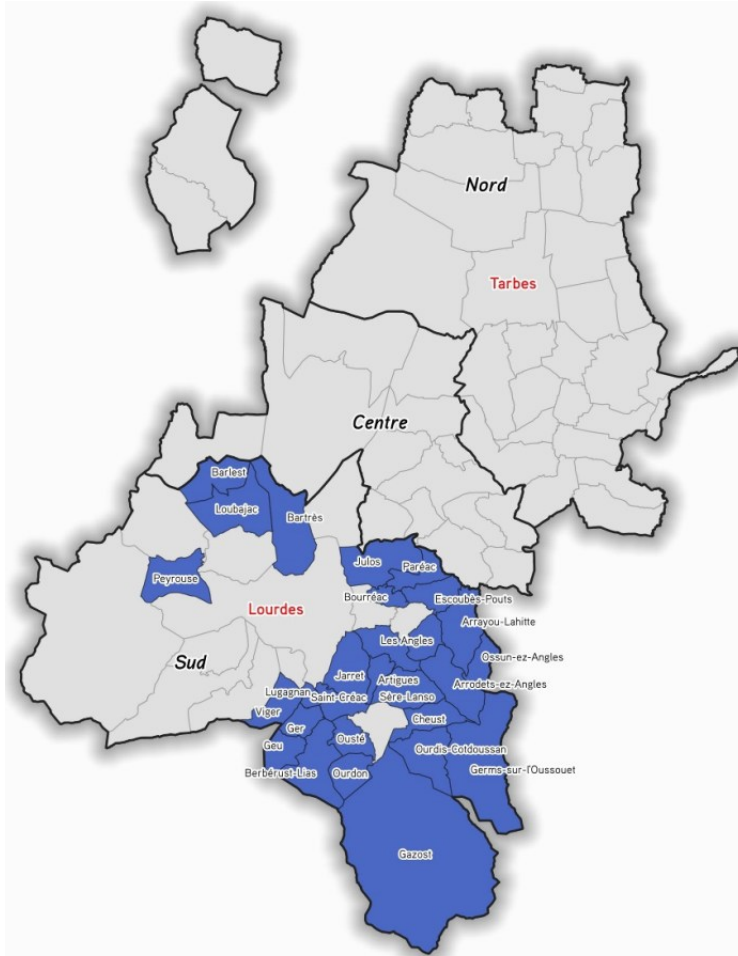 Nord
Tarbes
Centre
Barlest
Loubajac
Bartrès
Julos
Paréac
Peyrouse
Bourréac
Escoubès-Pouts
Lourdes
Arrayou-Lahitte
Les Angles
Ossun-ez-Angles
Sud
Jarret
Artigues
Arrodets-ez-Angles
Lugagnan
Saint-Créac
Sère-Lanso
Viger
Cheust
Ger
Ousté
Geu
Ourdis-Cotdoussan
Berbérust-Lias
Ourdon
Germs-sur-l'Oussouet
Gazost